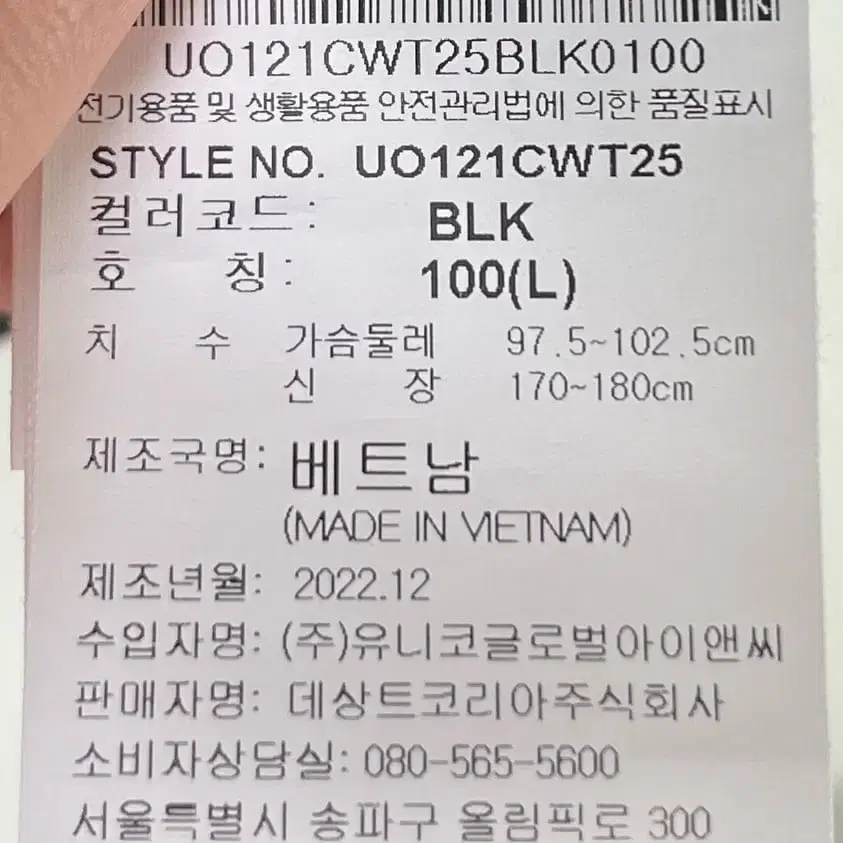 UO121CWT25BLK0100
전기용품 및 생활용품 안전관리법에 의한 품질표시
STYLE NO. UO121CWT25
컬러코드: BLK
호 칭: 100(L)
치 수 가슴둘레 97.5~102.5cm
신 장 170~180cm
제조국명: 베트남
(MADE IN VIETNAM)
제조년월: 2022.12
수입자명: (주)유니코글로벌아이앤씨
판매자명: 데상트코리아주식회사
소비자상담실: 080-565-5600
서울특별시 송파구 올림픽로 300